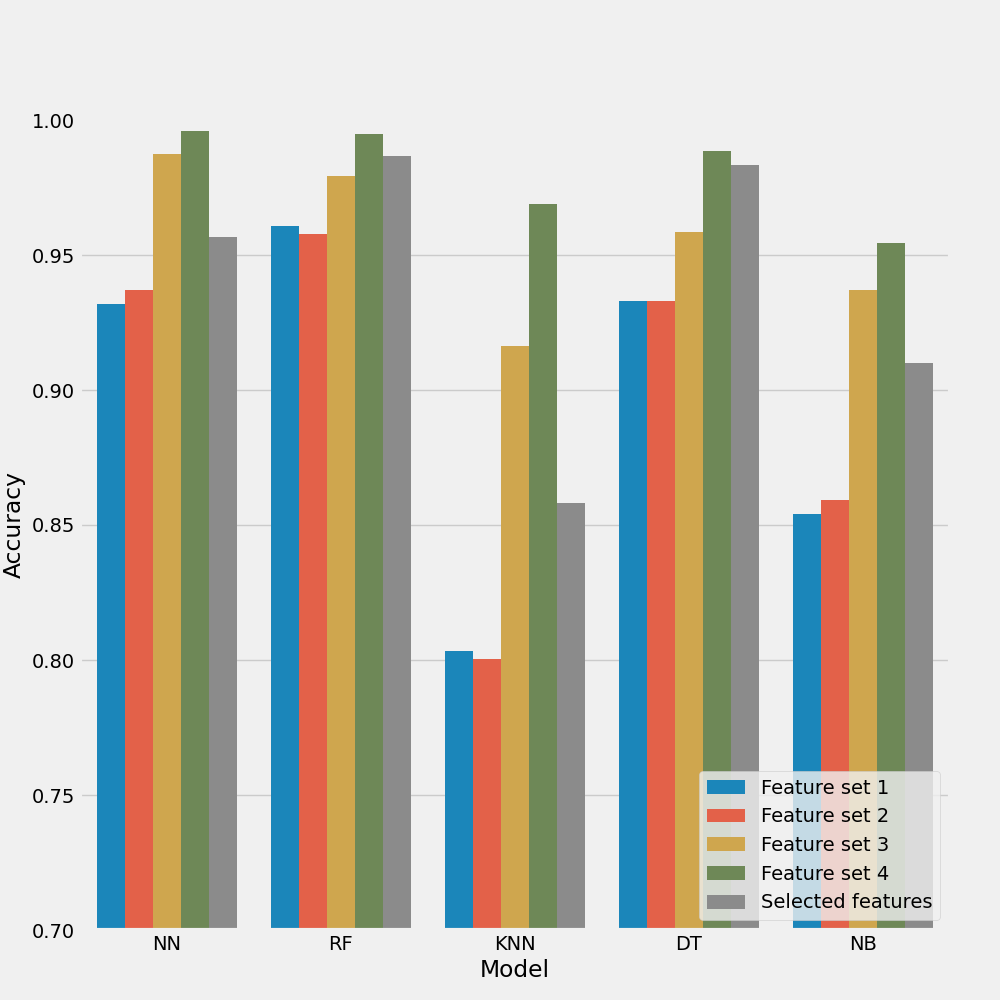 1.00
0.95
0.90
0.85
0.80
0.75
0.70
Accuracy
NN
RF
KNN
DT
NB
Model
Feature set 1
Feature set 2
Feature set 3
Feature set 4
Selected features